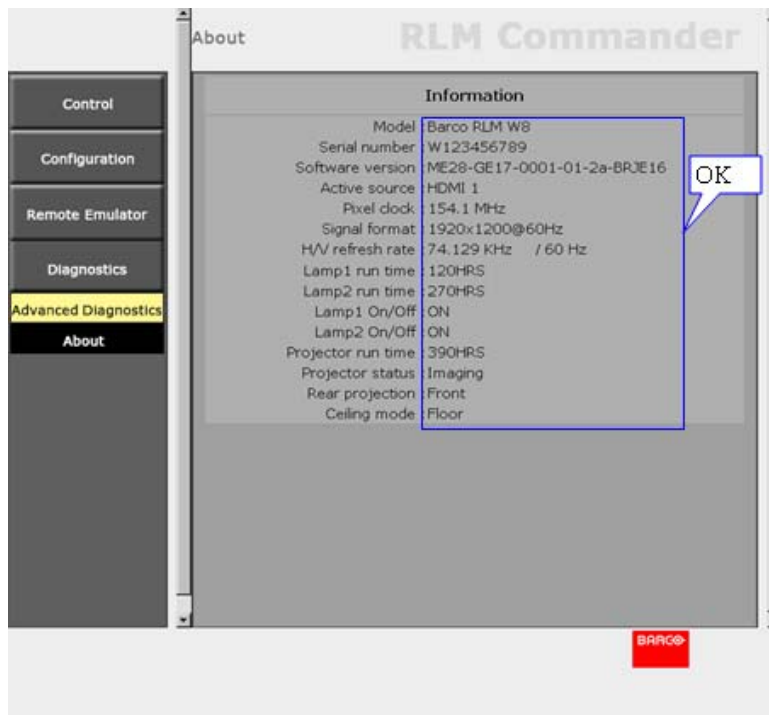 About
RLM Commander
Control
Configuration
Remote Emulator
Diagnostics
Advanced Diagnostics
About
Information
Model :Barco RLM W8
Serial number :W123456789
Software version :ME28-GE17-0001-01-2a-BRJE16
Active source :HDMI 1
Pixel clock :154.1 MHz
Signal format :1920x1200@60Hz
H/V refresh rate :74.129 KHz / 60 Hz
Lamp1 run time :120HRS
Lamp2 run time :270HRS
Lamp1 On/Off :ON
Lamp2 On/Off :ON
Projector run time :390HRS
Projector status :Imaging
Rear projection :Front
Ceiling mode :Floor
OK
BARCO